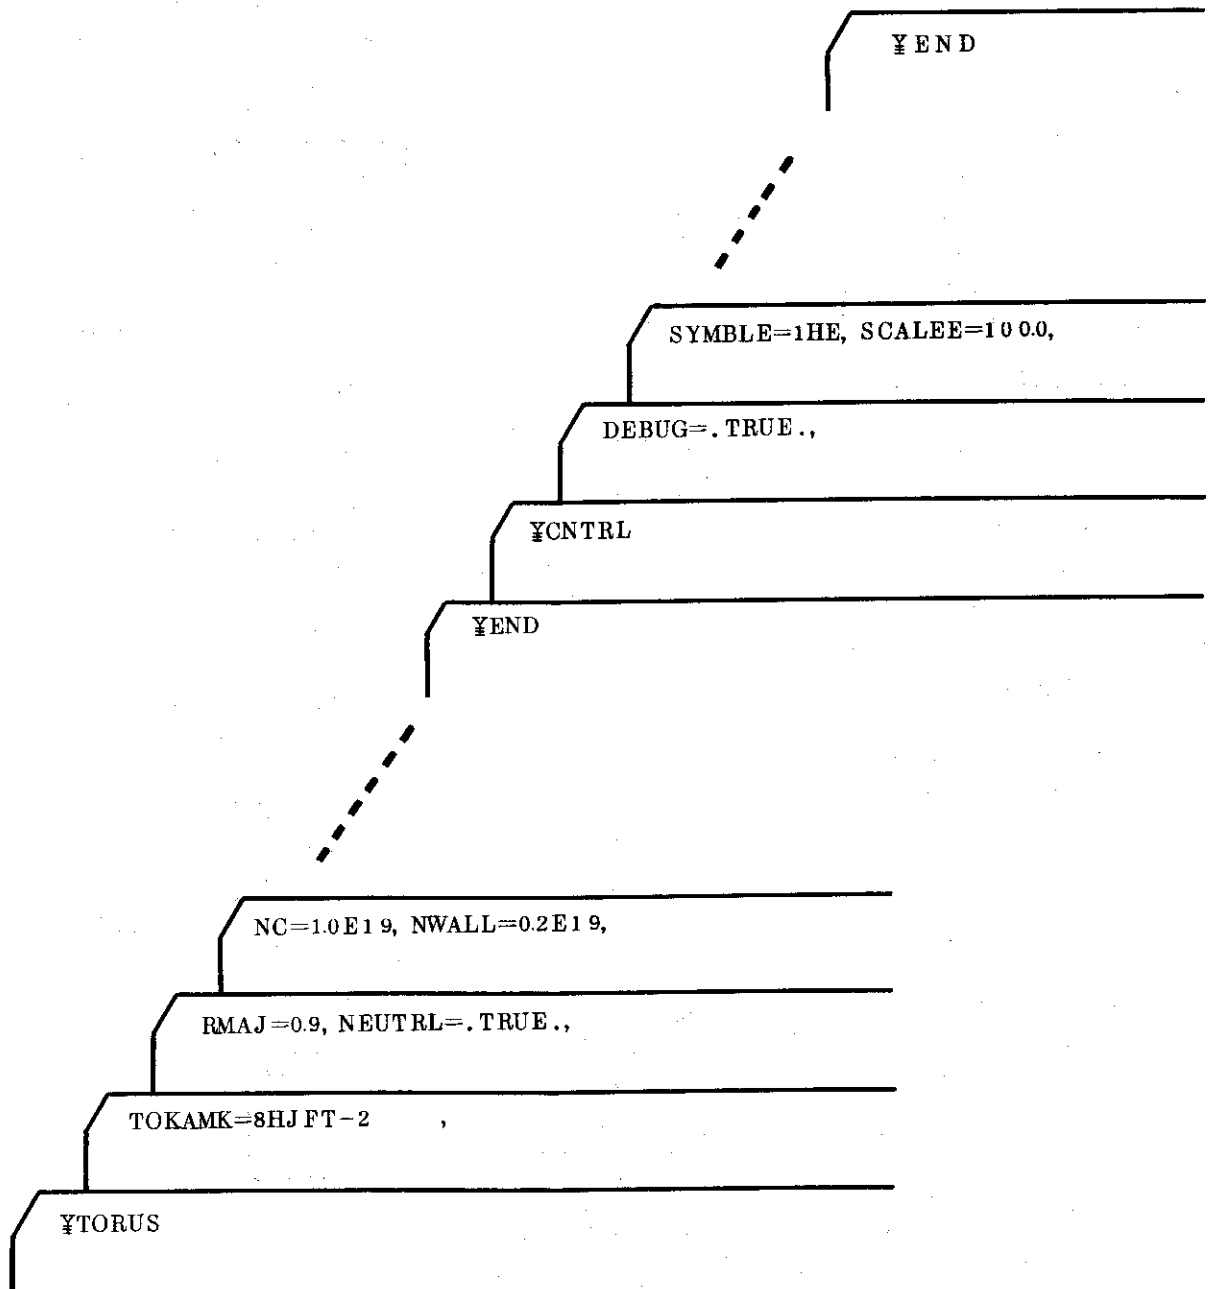 ¥END
SYMBLE=1HE, SCALEE=100.0,
DEBUG=.TRUE.,
¥CNTRL
¥END
NC=1.0E19, NWALL=0.2E19,
RMAJ=0.9, NEUTRL=.TRUE.,
TOKAMK=8HJFT-2    ,
¥TORUS